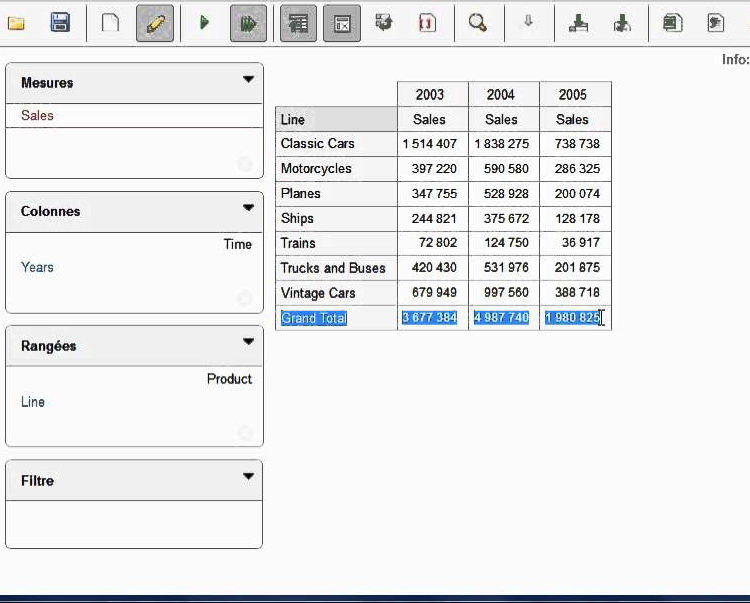 Info:
Mesures
Sales
Colonnes
Time
Years
Rangées
Product
Line
Filtre
2003 2004 2005
Line Sales Sales Sales
Classic Cars 1 514 407 1 838 275 738 738
Motorcycles 397 220 590 580 286 325
Planes 347 755 528 928 200 074
Ships 244 821 375 672 128 178
Trains 72 802 124 750 36 917
Trucks and Buses 420 430 531 976 201 875
Vintage Cars 679 949 997 560 388 718
Grand Total 3 677 384 4 987 740 1 980 825